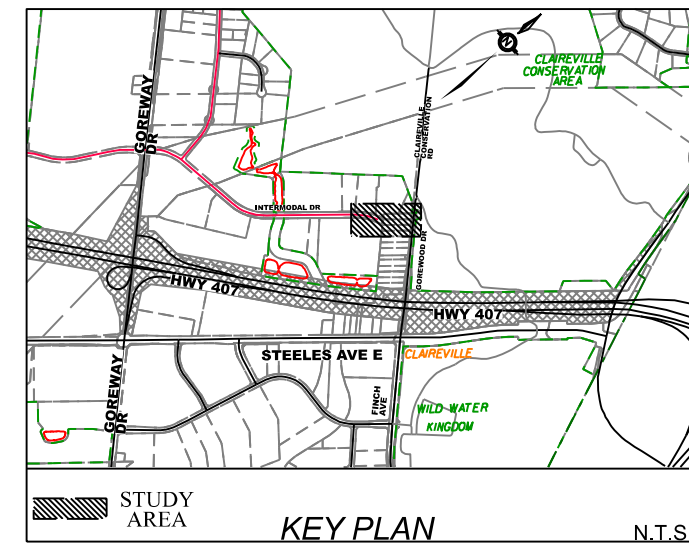 N
CLAIREVILLE
CONSERVATION
AREA
GOREWAY
DR
CLAIREVILLE
CONSERVATION
RD
INTERMODAL DR
GOREWOOD DR
HWY 407
HWY 407
STEELES AVE E
CLAIREVILLE
GOREWAY
DR
FINCH
AVE
WILD WATER
KINGDOM
STUDY
AREA
KEY PLAN
N.T.S